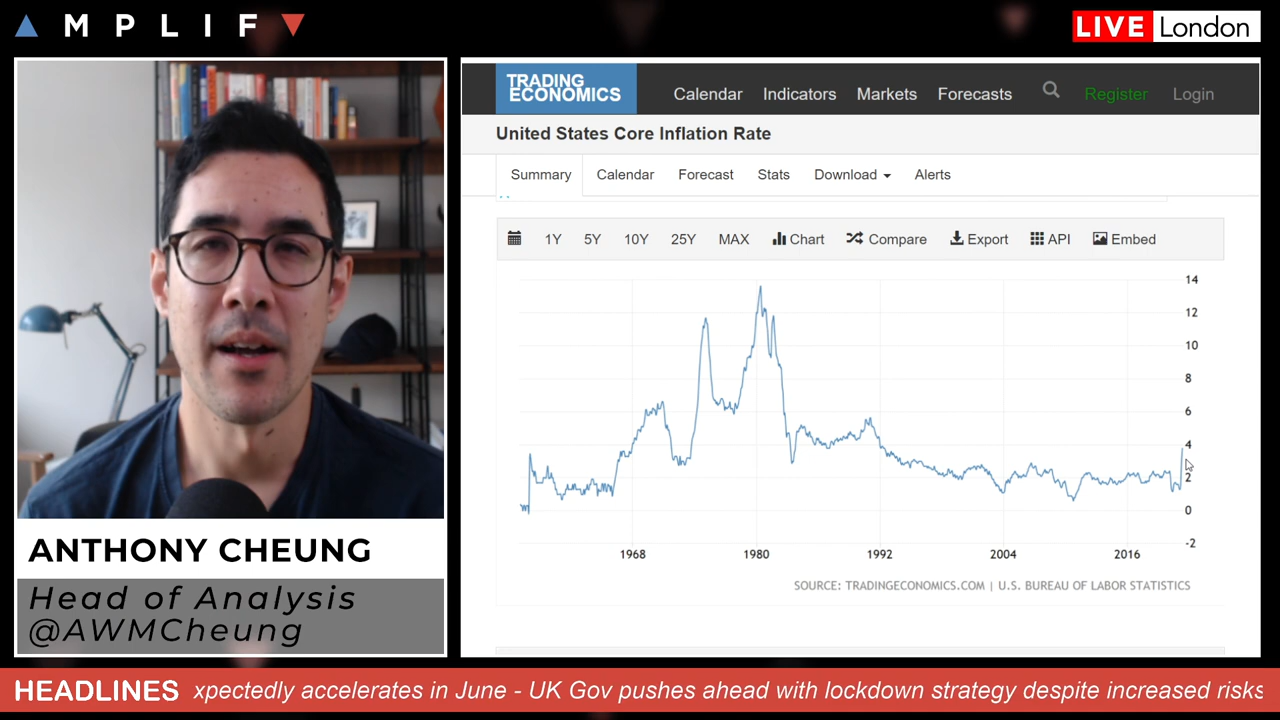 MPLIF
LIVE London
TRADING
ECONOMICS
Calendar Indicators Markets Forecasts Register Login
United States Core Inflation Rate
Summary Calendar Forecast Stats Download Alerts
1Y 5Y 10Y 25Y MAX Chart Compare Export API Embed
14
12
10
8
6
4
2
0
-2
1968 1980 1992 2004 2016
SOURCE: TRADINGECONOMICS.COM | U.S. BUREAU OF LABOR STATISTICS
ANTHONY CHEUNG
Head of Analysis
@AWMCheung
HEADLINES xpectedly accelerates in June - UK Gov pushes ahead with lockdown strategy despite increased risks